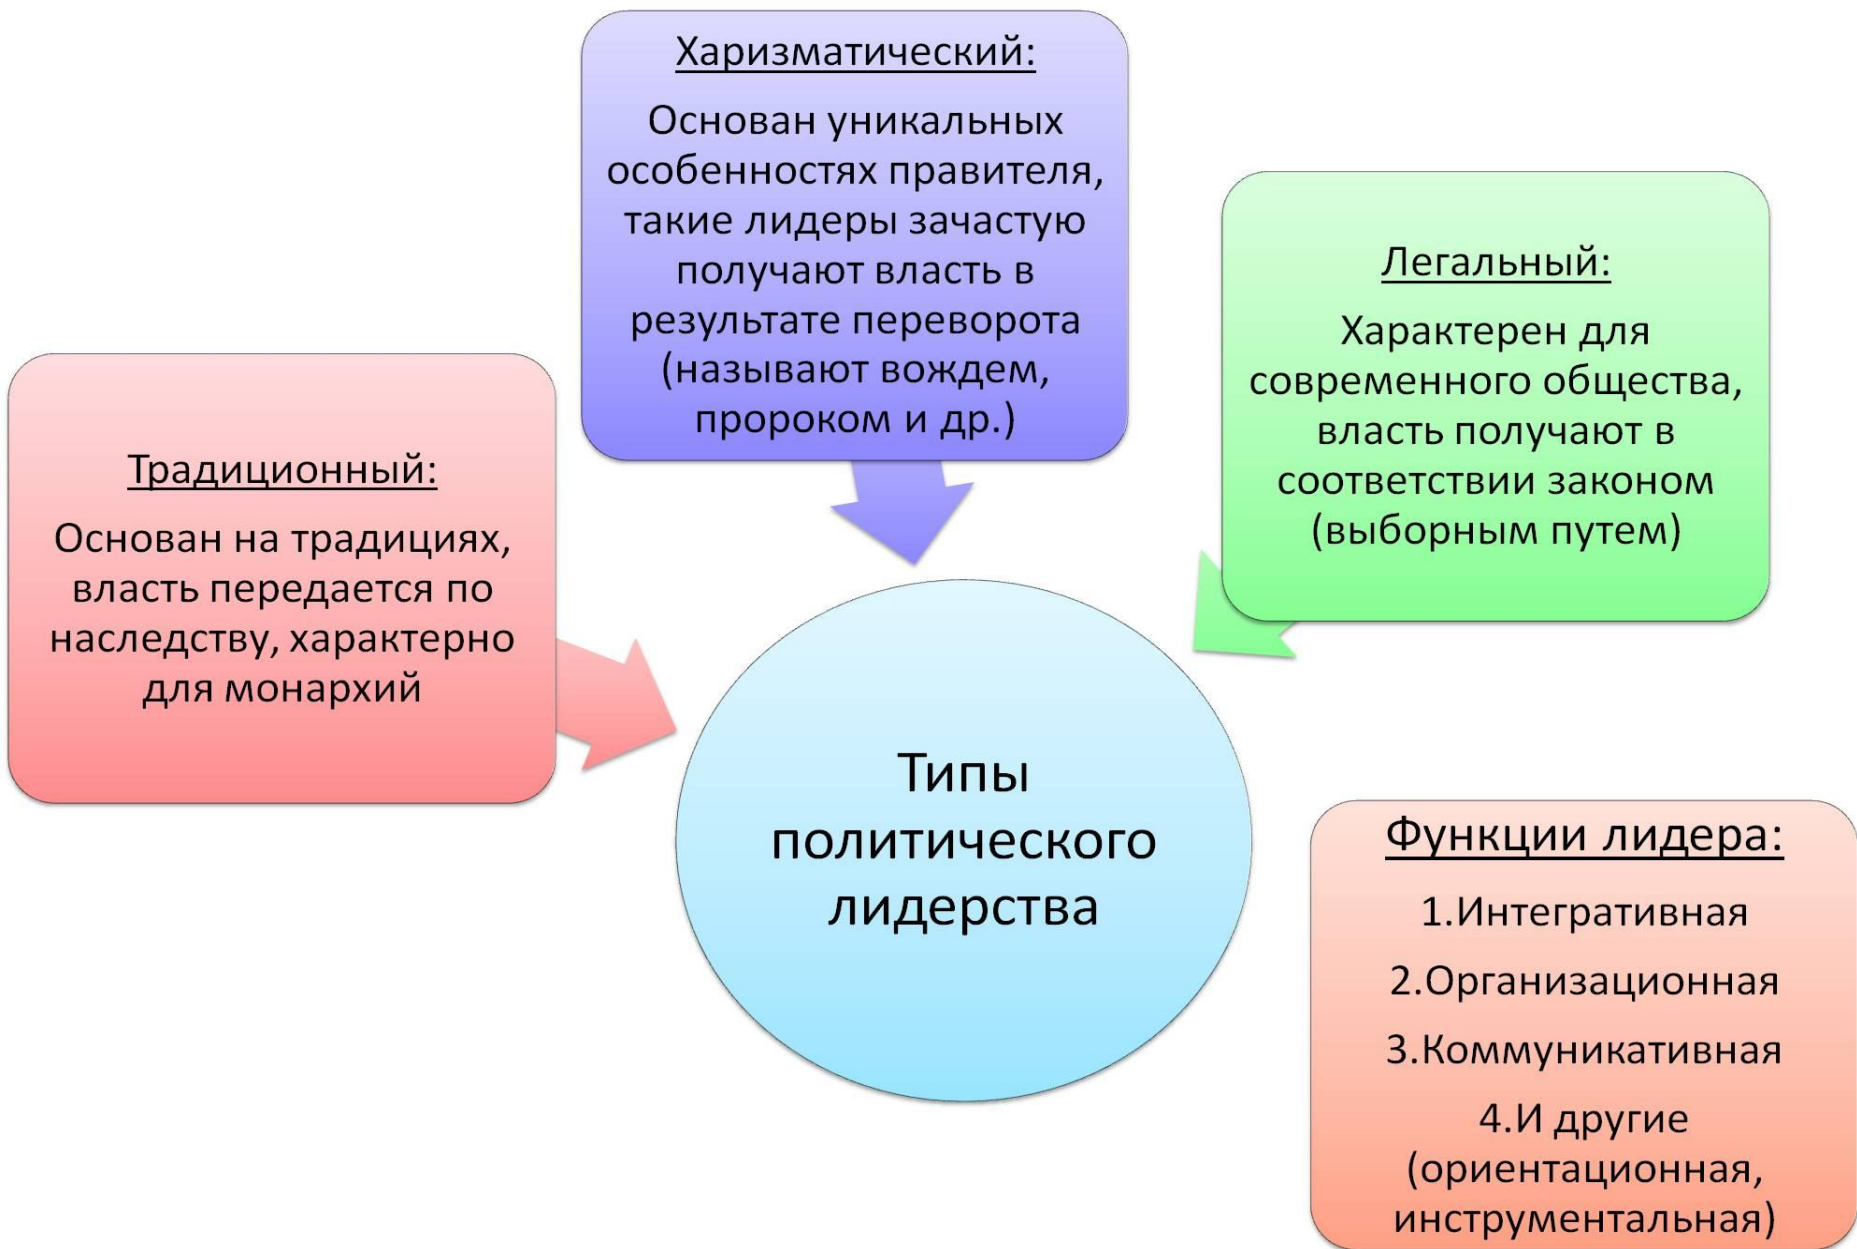 Харизматический:
Основан уникальных
особенностях правителя,
такие лидеры зачастую
получают власть в
результате переворота
(называют вождем,
пророком и др.)
Легальный:
Характерен для
современного общества,
власть получают в
соответствии законом
(выборным путем)
Традиционный:
Основан на традициях,
власть передается по
наследству, характерно
для монархий
Типы
политического
лидерства
Функции лидера:
1.Интегративная
2.Организационная
3.Коммуникативная
4.И другие
(ориентационная,
инструментальная)